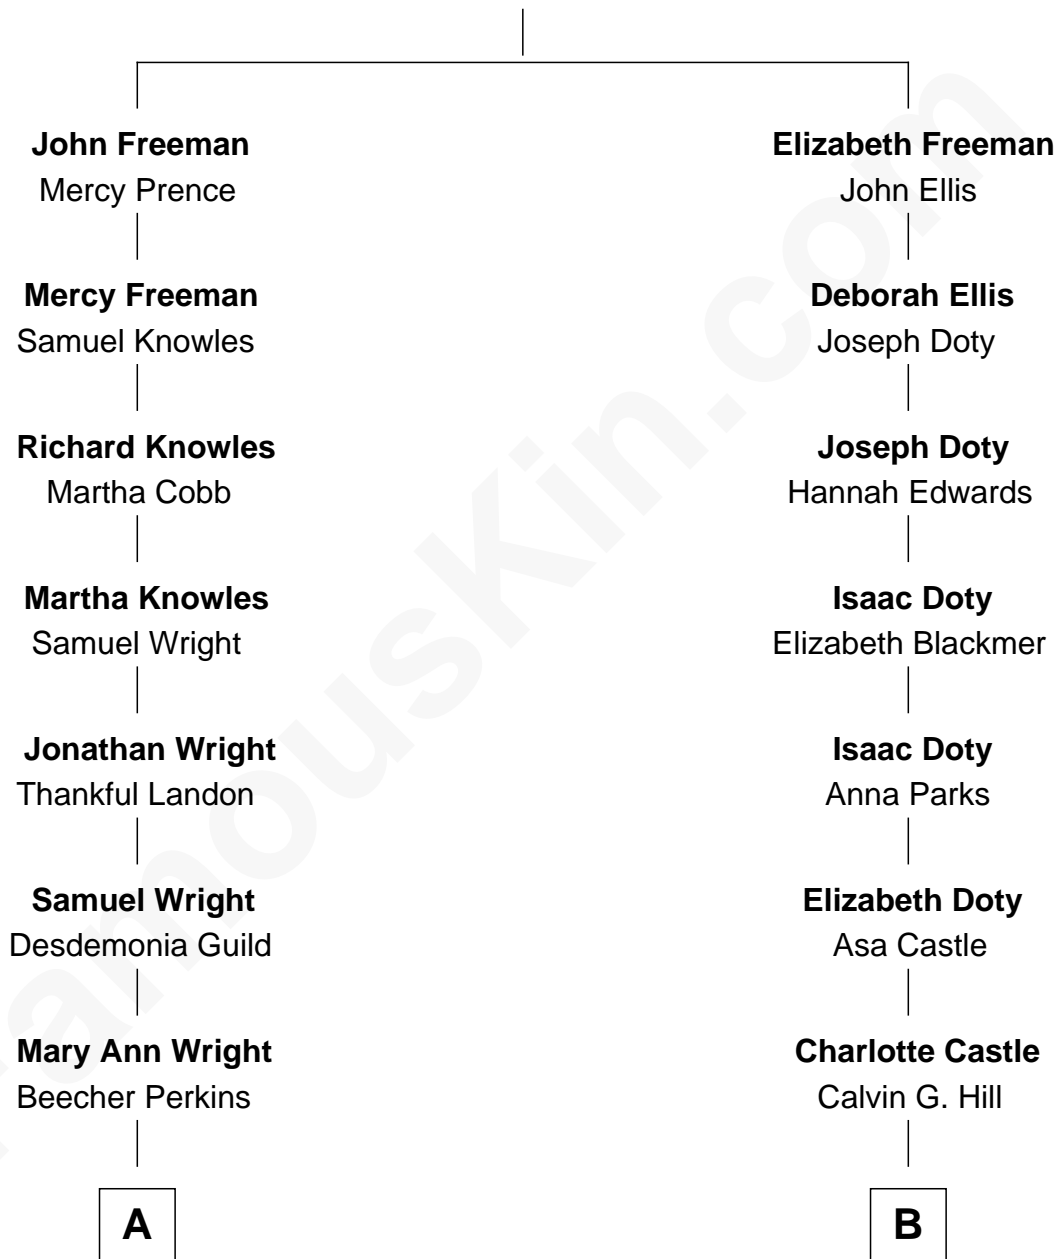 John Freeman
Mercy Prence
Mercy Freeman
Samuel Knowles
Richard Knowles
Martha Cobb
Martha Knowles
Samuel Wright
Jonathan Wright
Thankful Landon
Samuel Wright
Desdemonia Guild
Mary Ann Wright
Beecher Perkins
A
Elizabeth Freeman
John Ellis
Deborah Ellis
Joseph Doty
Joseph Doty
Hannah Edwards
Isaac Doty
Elizabeth Blackmer
Isaac Doty
Anna Parks
Elizabeth Doty
Asa Castle
Charlotte Castle
Calvin G. Hill
B
FamousKin.com